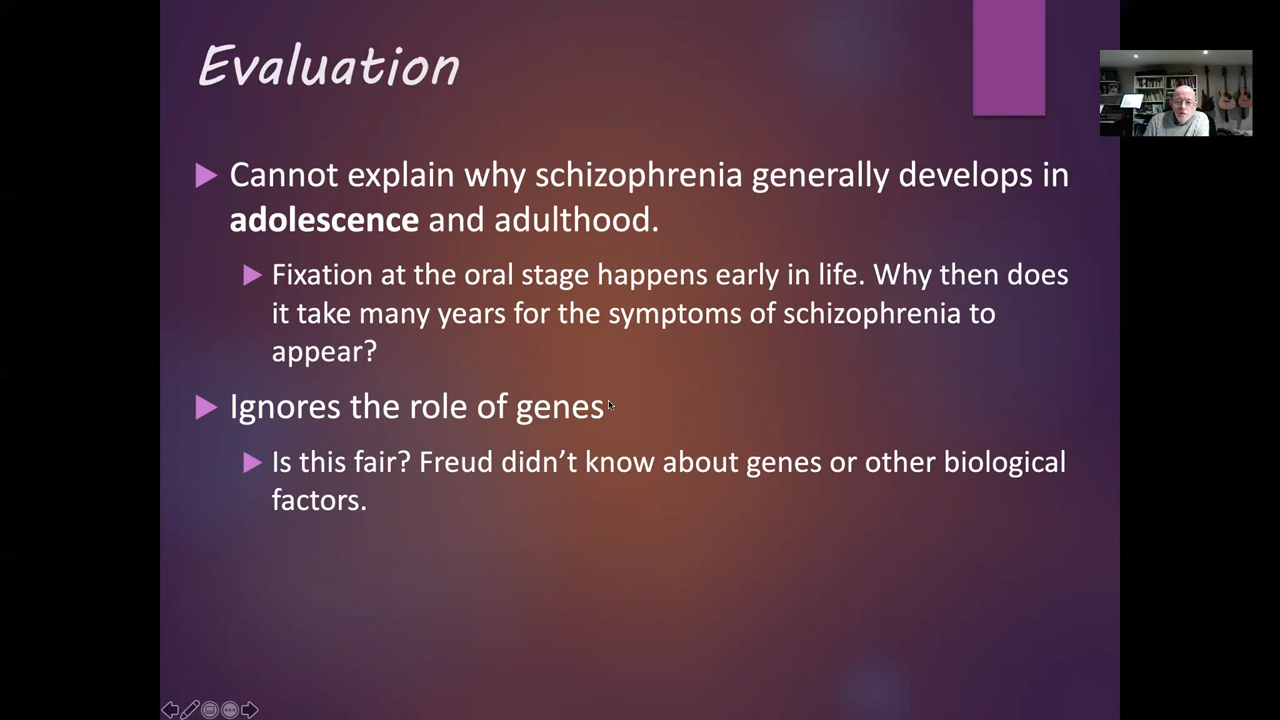 Evaluation
Cannot explain why schizophrenia generally develops in
adolescence and adulthood.
Fixation at the oral stage happens early in life. Why then does
it take many years for the symptoms of schizophrenia to
appear?
Ignores the role of genes
Is this fair? Freud didn’t know about genes or other biological
factors.